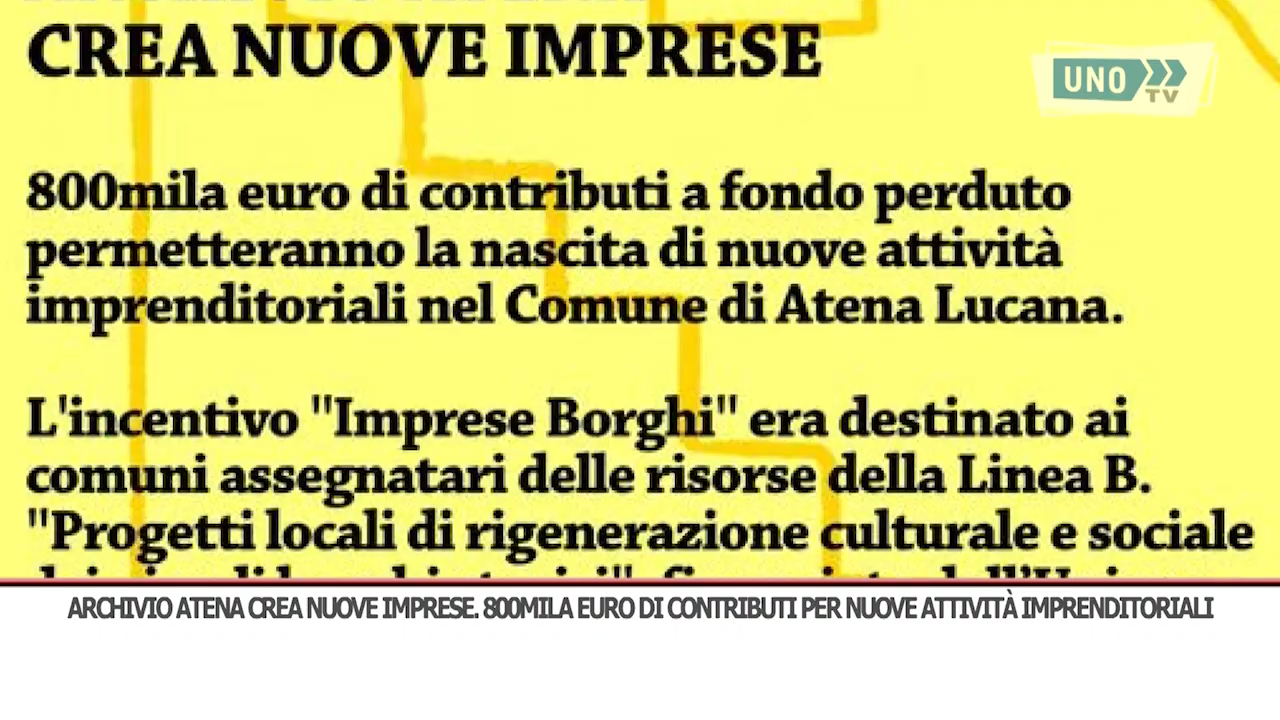 CREA NUOVE IMPRESE
UNO
TV
800mila euro di contributi a fondo perduto
permetteranno la nascita di nuove attività
imprenditoriali nel Comune di Atena Lucana.
L'incentivo "Imprese Borghi" era destinato ai
comuni assegnatari delle risorse della Linea B.
"Progetti locali di rigenerazione culturale e sociale
ARCHIVIO ATENA CREA NUOVE IMPRESE. 800MILA EURO DI CONTRIBUTI PER NUOVE ATTIVITÀ IMPRENDITORIALI